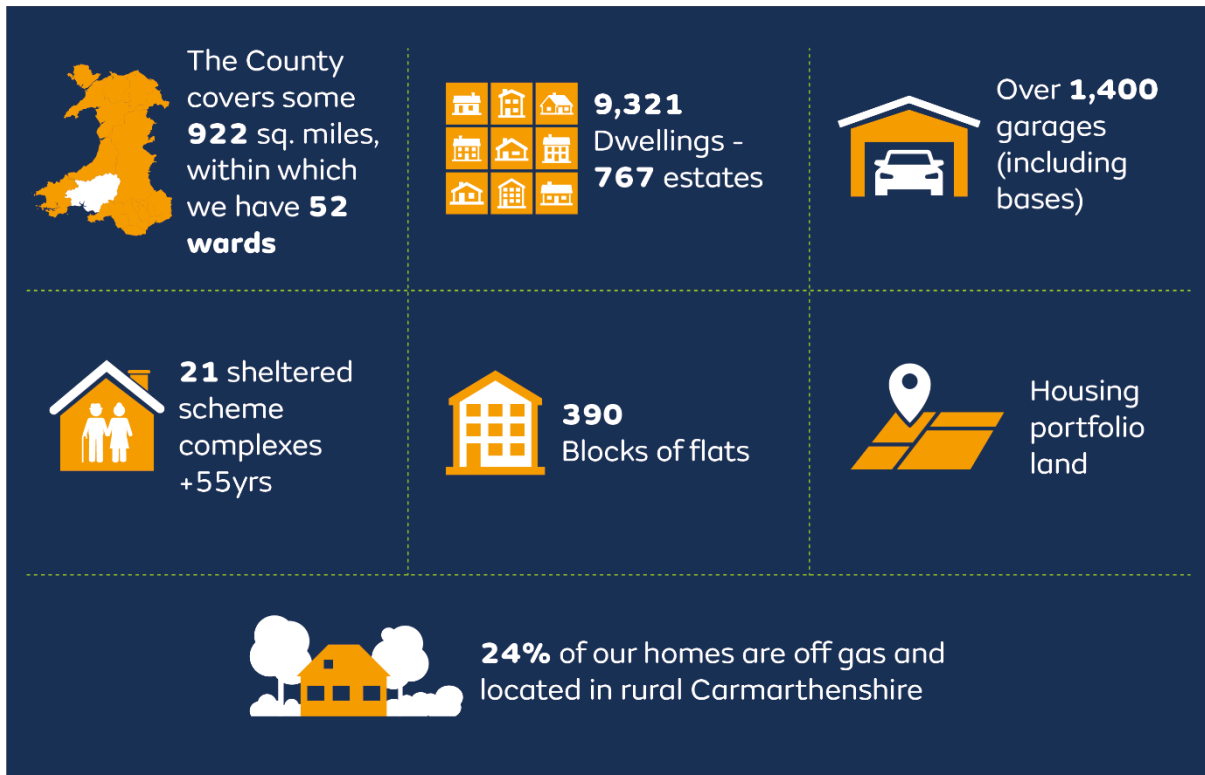 The County
covers some
922 sq. miles,
within which
we have 52
wards
9,321
Dwellings -
767 estates
Over 1,400
garages
(including
bases)
21 sheltered
scheme
complexes
+55yrs
390
Blocks of flats
Housing
portfolio
land
24% of our homes are off gas and
located in rural Carmarthenshire